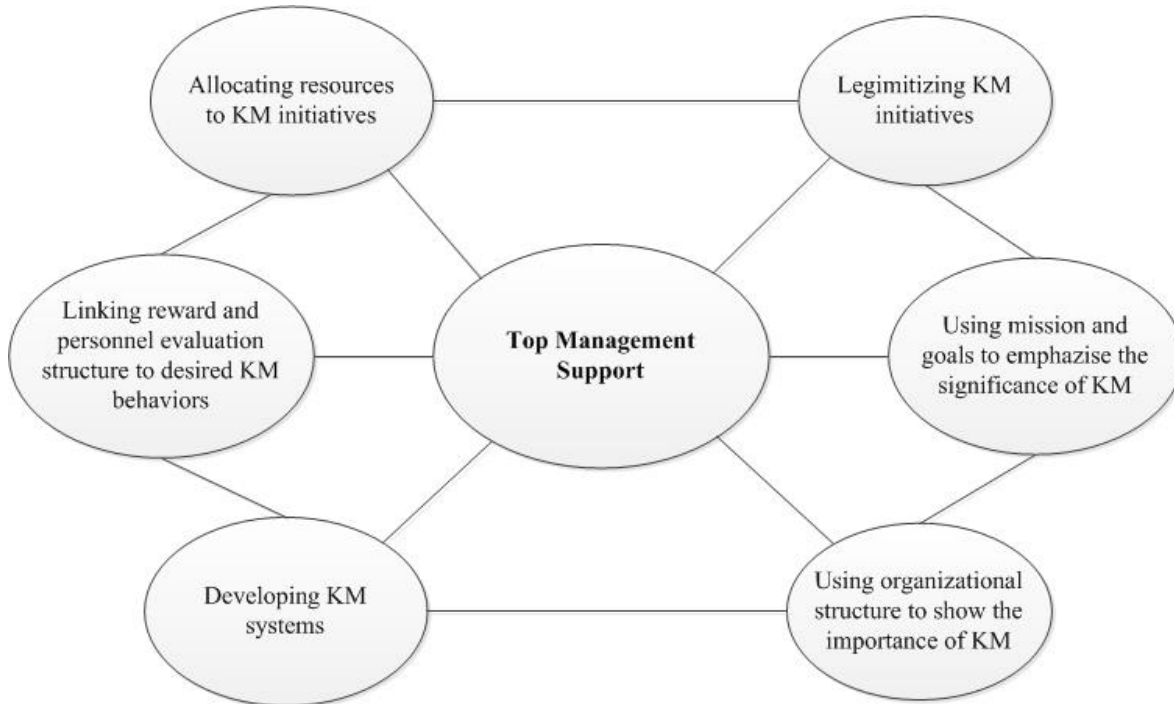 Allocating resources
to KM initiatives
Legimitizing KM
initiatives
Linking reward and
personnel evaluation
structure to desired KM
behaviors
Top Management
Support
Using mission and
goals to emphazise the
significance of KM
Developing KM
systems
Using organizational
structure to show the
importance of KM